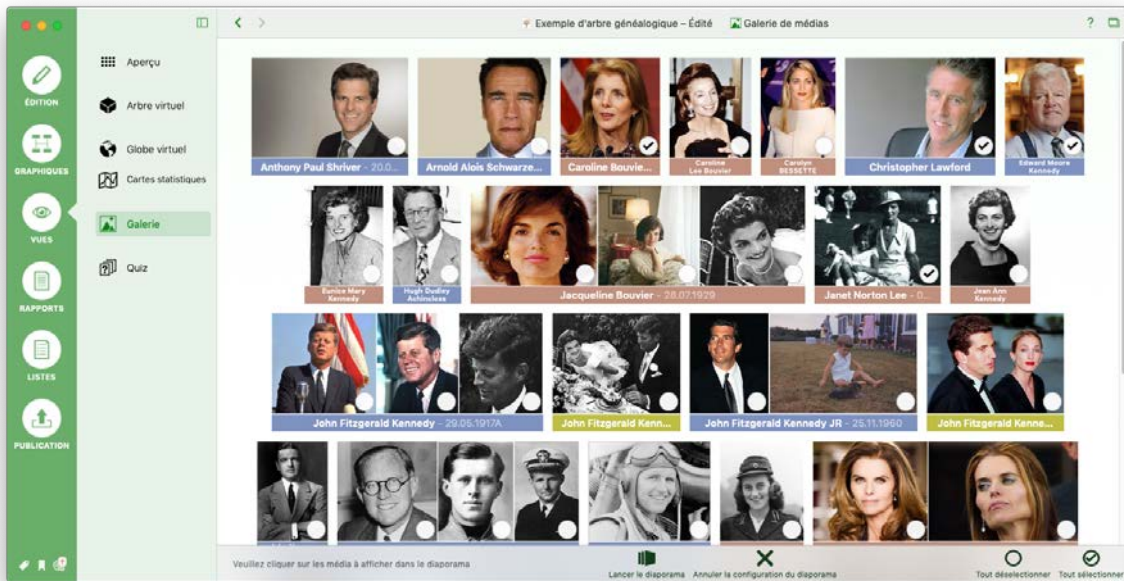 Exemple d'arbre généalogique – Édité
Galerie de médias
?
ÉDITION
GRAPHIQUES
VUES
RAPPORTS
LISTES
PUBLICATION
Aperçu
Arbre virtuel
Globe virtuel
Cartes statistiques
Galerie
Quiz
Anthony Paul Shriver - 20.0...
Arnold Alois Schwarze...
Caroline Bouvie...
Caroline
Lee Bouvier
Carolyn
BESSETTE
Christopher Lawford
Edward Moore
Kennedy
Eunice Mary
Kennedy
Hugh Dudley
Achincloss
Jacqueline Bouvier - 28.07.1929
Janet Norton Lee - 0...
Jean Ann
Kennedy
John Fitzgerald Kennedy - 29.05.1917A
John Fitzgerald Kenn...
John Fitzgerald Kennedy JR - 25.11.1960
John Fitzgerald Kenne...
Veuillez cliquer sur les média à afficher dans le diaporama
Lancer le diaporama
Annuler la configuration du diaporama
Tout déselectionner
Tout sélectionner